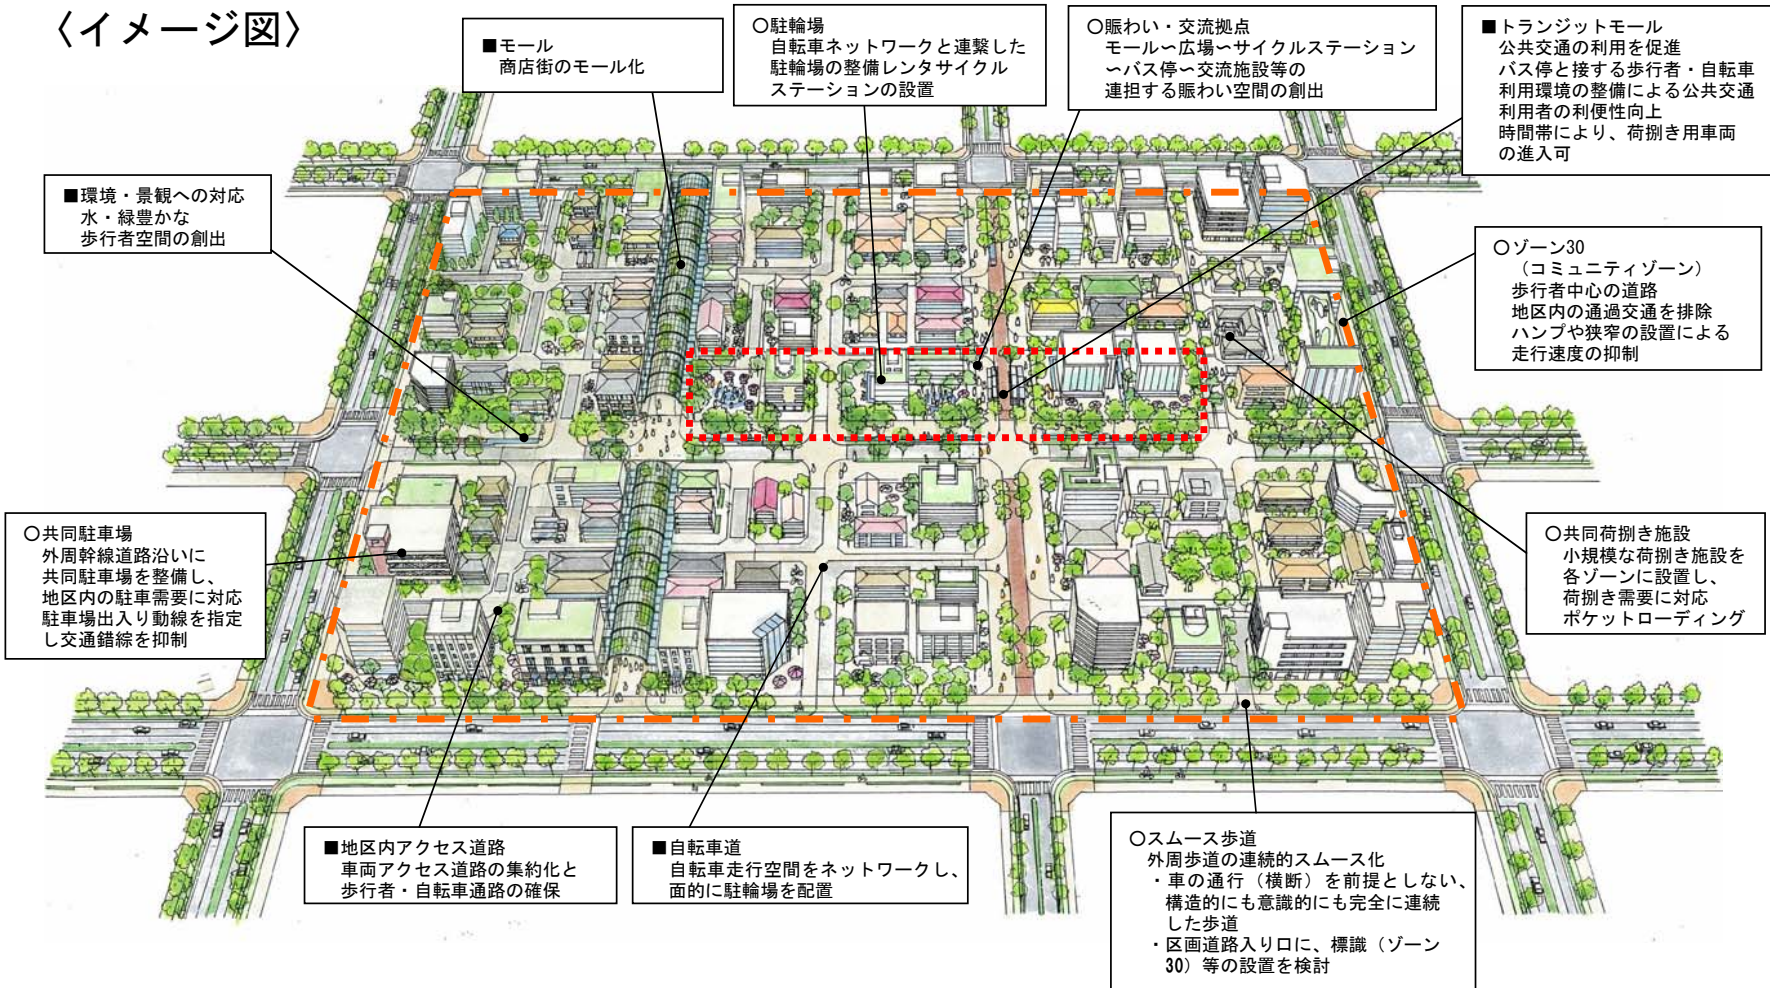 〈イメージ図〉
■モール
商店街のモール化
○駐輪場
自転車ネットワークと連繋した
駐輪場の整備レンタサイクル
ステーションの設置
○賑わい・交流拠点
モール～広場～サイクルステーション
～バス停～交流施設等の
連担する賑わい空間の創出
■トランジットモール
公共交通の利用を促進
バス停と接する歩行者・自転車
利用環境の整備による公共交通
利用者の利便性向上
時間帯により、荷捌き用車両
の進入可
■環境・景観への対応
水・緑豊かな
歩行者空間の創出
○ゾーン30
（コミュニティゾーン）
歩行者中心の道路
地区内の通過交通を排除
ハンプや狭窄の設置による
走行速度の抑制
○共同駐車場
外周幹線道路沿いに
共同駐車場を整備し、
地区内の駐車需要に対応
駐車場出入り動線を指定
し交通錯綜を抑制
○共同荷捌き施設
小規模な荷捌き施設を
各ゾーンに設置し、
荷捌き需要に対応
ポケットローディング
■地区内アクセス道路
車両アクセス道路の集約化と
歩行者・自転車通路の確保
■自転車道
自転車走行空間をネットワークし、
面的に駐輪場を配置
○スムース歩道
外周歩道の連続的スムース化
・車の通行（横断）を前提としない、
構造的にも意識的にも完全に連続
した歩道
・区画道路入り口に、標識（ゾーン
30）等の設置を検討